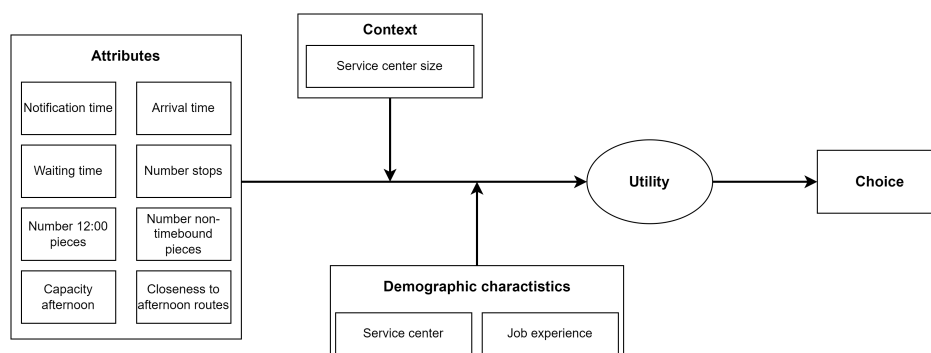 Context
Service center size
Attributes
Notification time
Arrival time
Waiting time
Number stops
Number 12:00
pieces
Number non-
timebound
pieces
Capacity
afternoon
Closeness to
afternoon routes
Utility
Choice
Demographic charactistics
Service center
Job experience